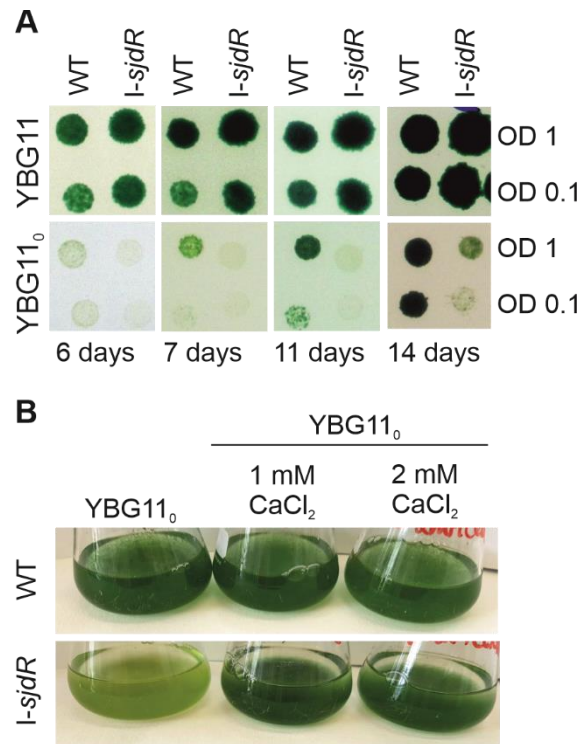 A
WT
I-sjdR
WT
I-sjdR
WT
I-sjdR
WT
I-sjdR
YBG11
OD 1
OD 0.1
YBG11₀
OD 1
OD 0.1
6 days
7 days
11 days
14 days
B
YBG11₀
YBG11₀
1 mM
CaCl₂
2 mM
CaCl₂
WT
I-sjdR